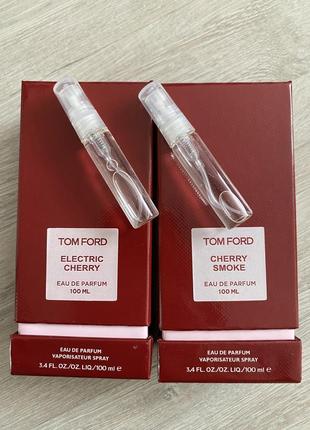 TOM FORD
ELECTRIC
CHERRY
EAU DE PARFUM
100 ML
EAU DE PARFUM
VAPORISATEUR SPRAY
3.4 FL. OZ./OZ. LIQ/100 ml e
TOM FORD
CHERRY
SMOKE
EAU DE PARFUM
100 ML
EAU DE PARFUM
VAPORISATEUR SPRAY
3.4 FL. OZ./OZ. LIQ./100 ml e